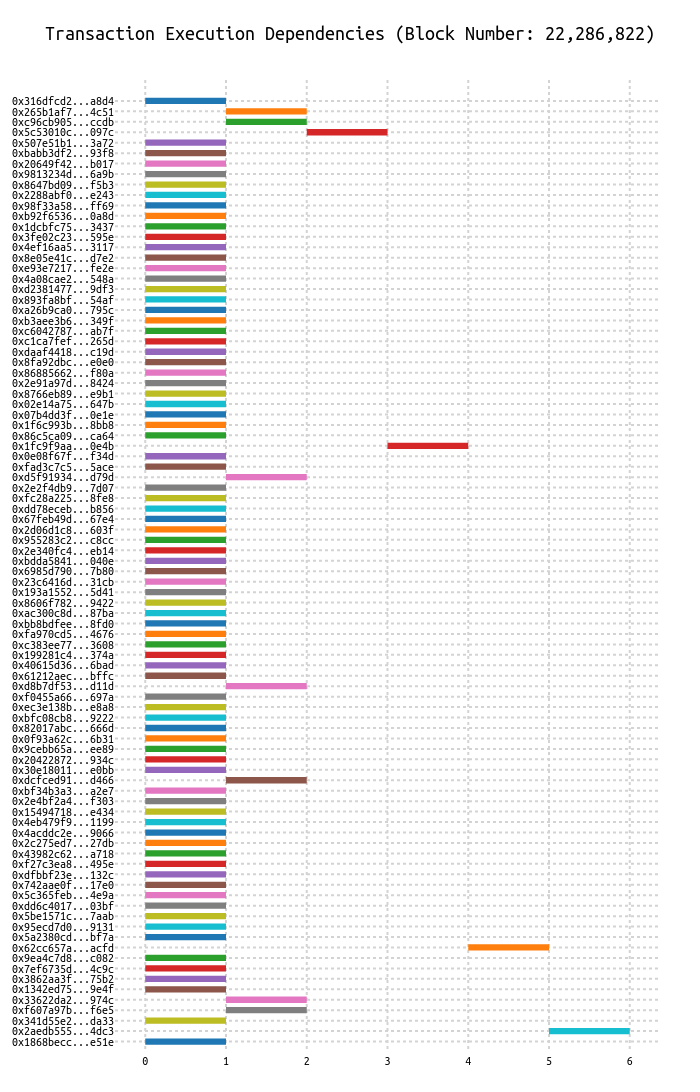 Transaction Execution Dependencies (Block Number: 22,286,822)
0x316dfcd2...a8d4
0x265b1af7...4c51
0xc96cb905...ccdb
0x5c53010c...097c
0x507e51b1...3a72
0xbabb3df2...93f8
0x20649f42...b017
0x9813234d...6a9b
0x8647bd09...f5b3
0x2288abf0...e243
0x98f33a58...ff69
0xb92f6536...0a8d
0x1dcbfc75...3437
0x3fe02c23...595e
0x4ef16aa5...3117
0x8e05e41c...d7e2
0xe93e7217...fe2e
0x4a08cae2...548a
0xd2381477...9df3
0x893fa8bf...54af
0xa26b9ca0...795c
0xb3aee3b6...349f
0xc6042787...ab7f
0xc1ca7fef...265d
0xdaaf4418...c19d
0x8fa92dbc...e0e0
0x86885662...f80a
0x2e91a97d...8424
0x8766eb89...e9b1
0x02e14a75...647b
0x07b4dd3f...0e1e
0x1f6c993b...8bb8
0x86c5ca09...ca64
0x1fc9f9aa...0e4b
0x0e08f67f...f34d
0xfad3c7c5...5ace
0xd5f91934...d79d
0x2e2f4db9...7d07
0xfc28a225...8fe8
0xdd78eceb...b856
0x67feb49d...67e4
0x2d06d1c8...603f
0x955283c2...c8cc
0x2e340fc4...eb14
0xbdda5841...040e
0x6985d790...7b80
0x23c6416d...31cb
0x193a1552...5d41
0x8606f782...9422
0xac300c8d...87ba
0xbb8bdfee...8fd0
0xfa970cd5...4676
0xc383ee77...3608
0x199281c4...374a
0x40615d36...6bad
0x61212aec...bffc
0xd8b7df53...d11d
0xf0455a66...697a
0xec3e138b...e8a8
0xbfc08cb8...9222
0x82017abc...666d
0x0f93a62c...6b31
0x9cebb65a...ee89
0x20422872...934c
0x30e18011...e0bb
0xdcfced91...d466
0xbf34b3a3...a2e7
0x2e4bf2a4...f303
0x15494718...e434
0x4eb479f9...1199
0x4acddc2e...9066
0x2c275ed7...27db
0x43982c62...a718
0xf27c3ea8...495e
0xdfbbf23e...132c
0x742aae0f...17e0
0x5c365feb...4e9a
0xdd6c4017...03bf
0x5be1571c...7aab
0x95ecd7d0...9131
0x5a2380cd...bf7a
0x62cc657a...acfd
0x9ea4c7d8...c082
0x7ef6735d...4c9c
0x3862aa3f...75b2
0x1342ed75...9e4f
0x33622da2...974c
0xf607a97b...f6e5
0x341d55e2...da33
0x2aedb555...4dc3
0x1868becc...e51e
0 1 2 3 4 5 6